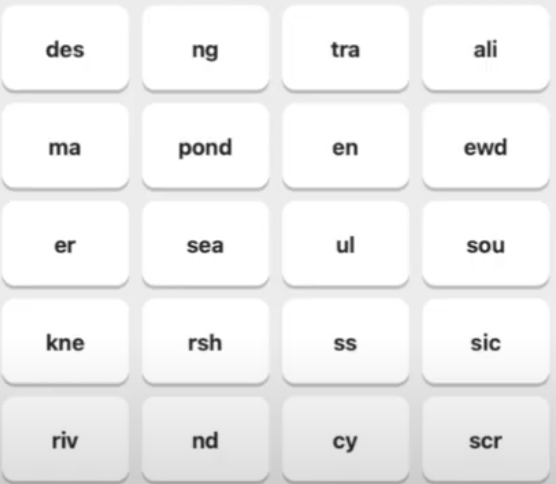 des ng tra ali
ma pond en ewd
er sea ul sou
kne rsh ss sic
riv nd cy scr